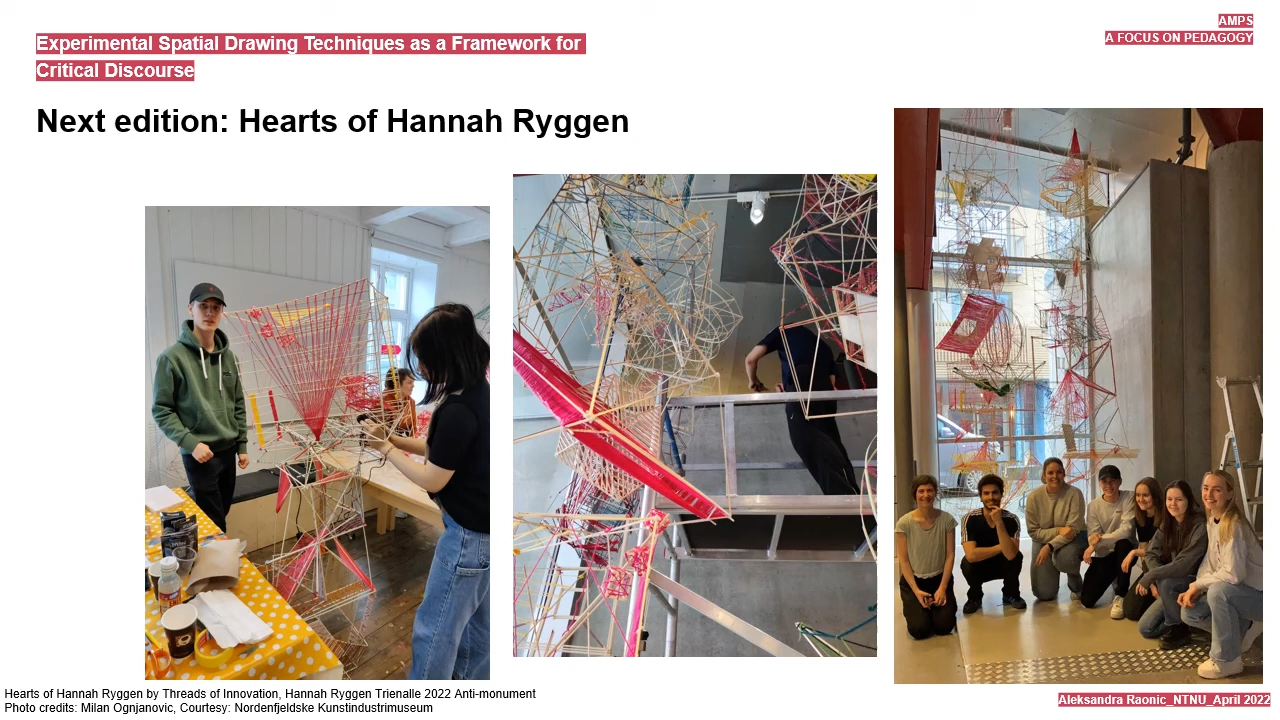 Experimental Spatial Drawing Techniques as a Framework for
Critical Discourse
AMPS
A FOCUS ON PEDAGOGY
Next edition: Hearts of Hannah Ryggen
Hearts of Hannah Ryggen by Threads of Innovation, Hannah Ryggen Trienalle 2022 Anti-monument
Photo credits: Milan Ognjanovic, Courtesy: Nordenfjeldske Kunstindustrimuseum
Aleksandra Raonic_NTNU_April 2022